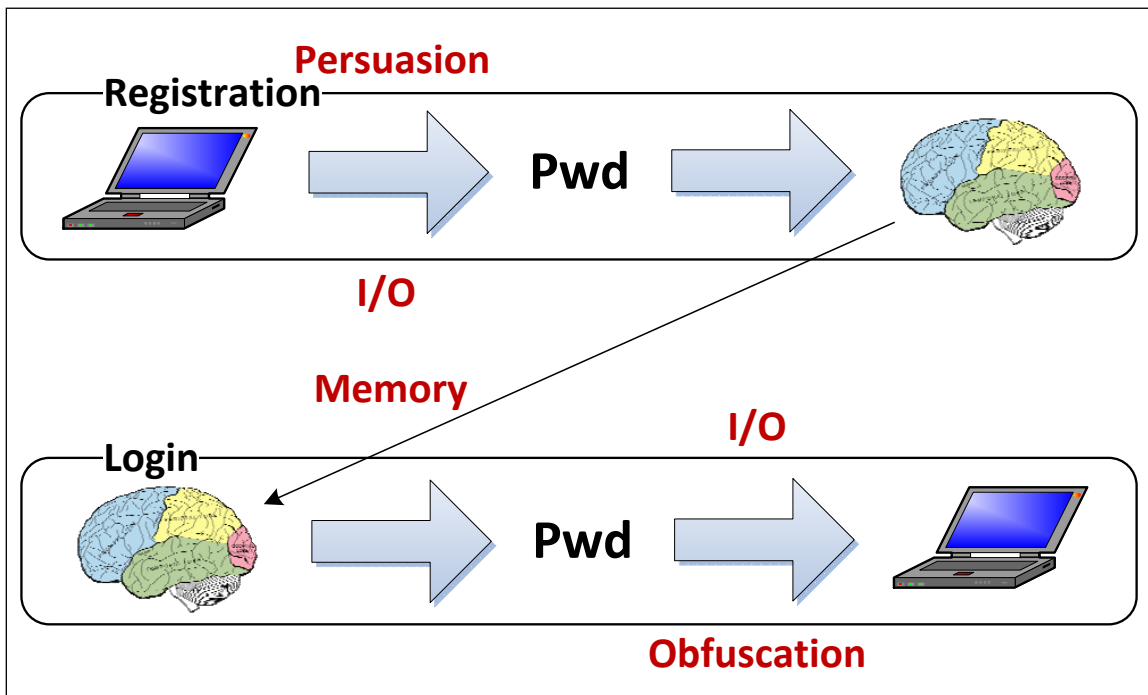 Persuasion
Registration
Pwd
I/O
Memory
I/O
Login
Pwd
Obfuscation